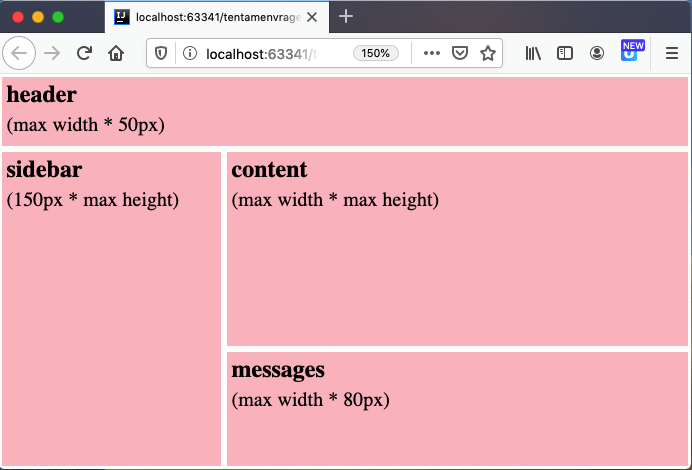 IJ
localhost:63341/tentamenvrage
localhost:63341/t
150%
NEW
header
(max width * 50px)
sidebar
(150px * max height)
content
(max width * max height)
messages
(max width * 80px)